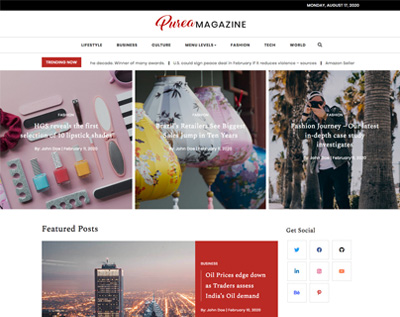 MONDAY, AUGUST 17, 2020
Purea MAGAZINE
LIFESTYLE BUSINESS CULTURE MENU LEVELS FASHION TECH WORLD
TRENDING NOW he decade. Winner of many awards. | U.S. could sign peace deal in February if it reduces violence – sources | Amazon Seller
FASHION
HGS reveals the first
selection of 10 lipstick shades
By: John Doe | February 11, 2020
FASHION
Brazil's Retailers See Biggest
Sales Jump in Ten Years
By: John Doe | February 11, 2020
FASHION
Fashion Journey – Our latest
in-depth case study
investigates
By: John Doe | February 11, 2020
Featured Posts
BUSINESS
Oil Prices edge down
as Traders assess
India's Oil demand
By: John Doe | February 10, 2020
Get Social